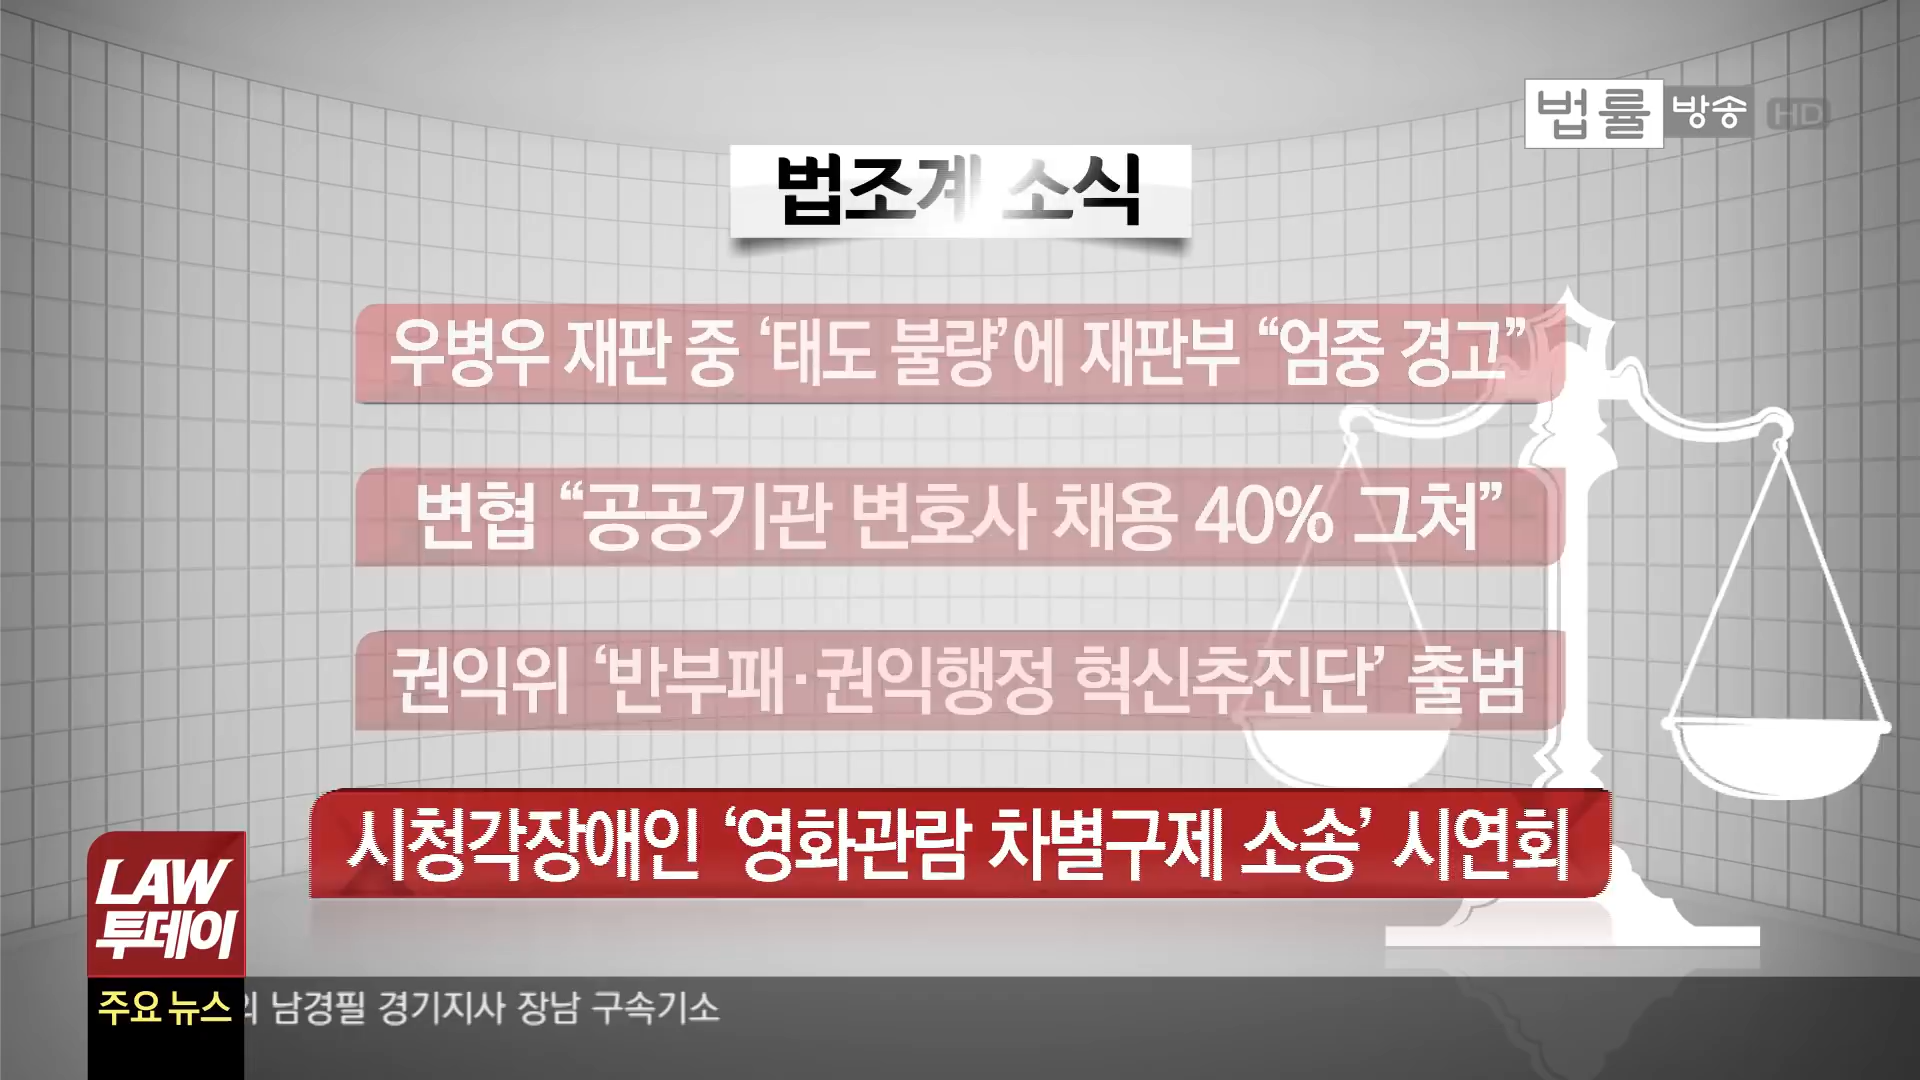 법률방송 HD
법조계 소식
우병우 재판 중 ‘태도 불량’에 재판부 “엄중 경고”
변협 “공공기관 변호사 채용 40% 그쳐”
권익위 ‘반부패·권익행정 혁신추진단’ 출범
시청각장애인 ‘영화관람 차별구제 소송’ 시연회
LAW
투데이
주요 뉴스 남경필 경기지사 장남 구속기소